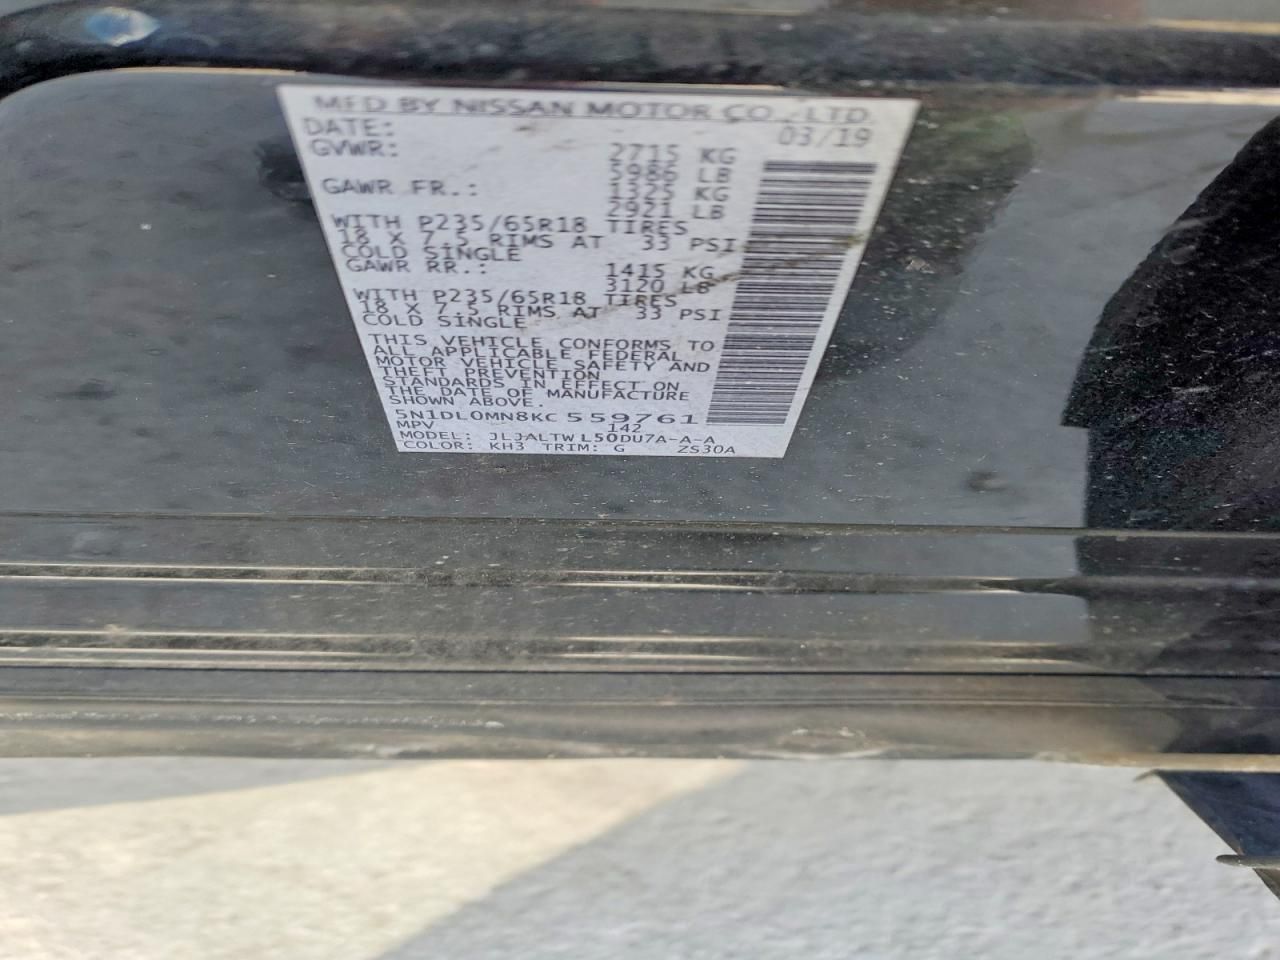 MFD BY NISSAN MOTOR CO., LTD.
DATE: 03/19
GVWR: 2715 KG
5986 LB
GAWR FR.: 1325 KG
2921 LB
WITH P235/65R18 TIRES
18 X 7.5 RIMS AT 33 PSI
COLD SINGLE
GAWR RR.: 1415 KG
3120 LB
WITH P235/65R18 TIRES
18 X 7.5 RIMS AT 33 PSI
COLD SINGLE
THIS VEHICLE CONFORMS TO
ALL APPLICABLE FEDERAL
MOTOR VEHICLE SAFETY AND
THEFT PREVENTION
STANDARDS IN EFFECT ON
THE DATE OF MANUFACTURE
SHOWN ABOVE.
5N1DL0MN8KC559761
MPV 142
MODEL: JLJALTWL50DU7A-A-A
COLOR: KH3 TRIM: G ZS30A